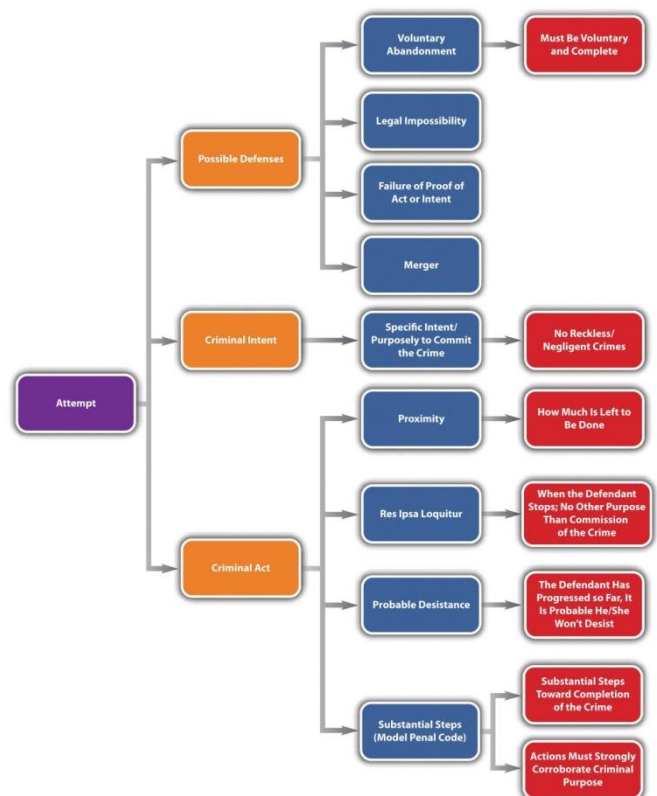 Voluntary
Abandonment
Must Be Voluntary
and Complete
Legal Impossibility
Possible Defenses
Failure of Proof of
Act or Intent
Merger
Criminal Intent
Specific Intent/
Purposely to Commit
the Crime
No Reckless/
Negligent Crimes
Attempt
Proximity
How Much Is Left to
Be Done
Res Ipsa Loquitur
When the Defendant
Stops; No Other Purpose
Than Commission
of the Crime
Criminal Act
Probable Desistance
The Defendant Has
Progressed so Far, It
Is Probable He/She
Won't Desist
Substantial Steps
(Model Penal Code)
Substantial Steps
Toward Completion
of the Crime
Actions Must Strongly
Corroborate Criminal
Purpose